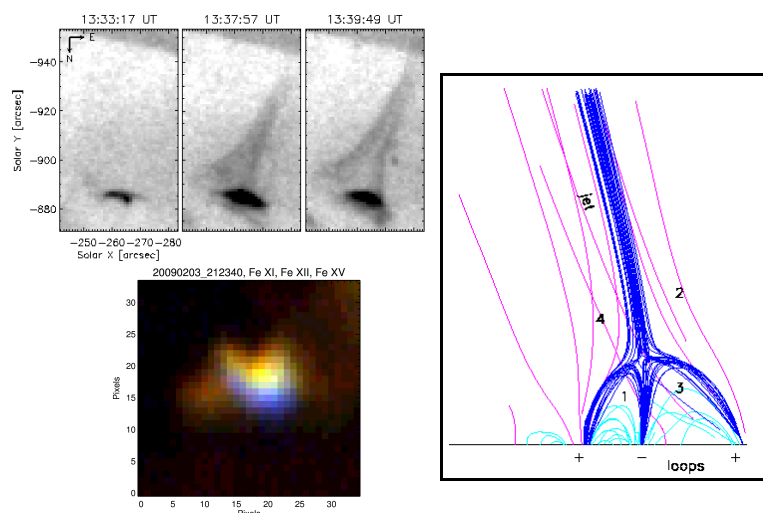 13:33:17 UT 13:37:57 UT 13:39:49 UT
E
N
Solar Y [arcsec]
−940
−920
−900
−880
−250 −260 −270 −280
Solar X [arcsec]
20090203_212340, Fe XI, Fe XII, Fe XV
Pixels
30
25
20
15
10
5
0
0 5 10 15 20 25 30
Pixels
jet
2
4
1
3
+ − +
loops